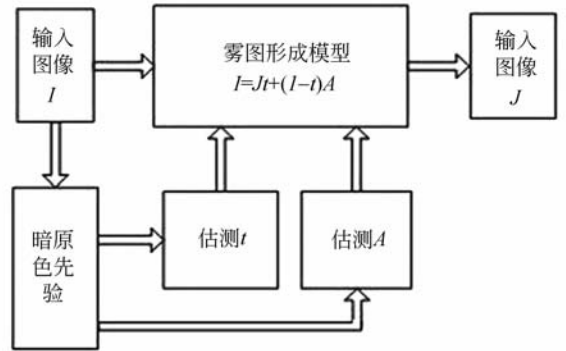 输入
图像
I
雾图形成模型
I=Jt+(1-t)A
输入
图像
J
暗原
色先
验
估测t
估测A